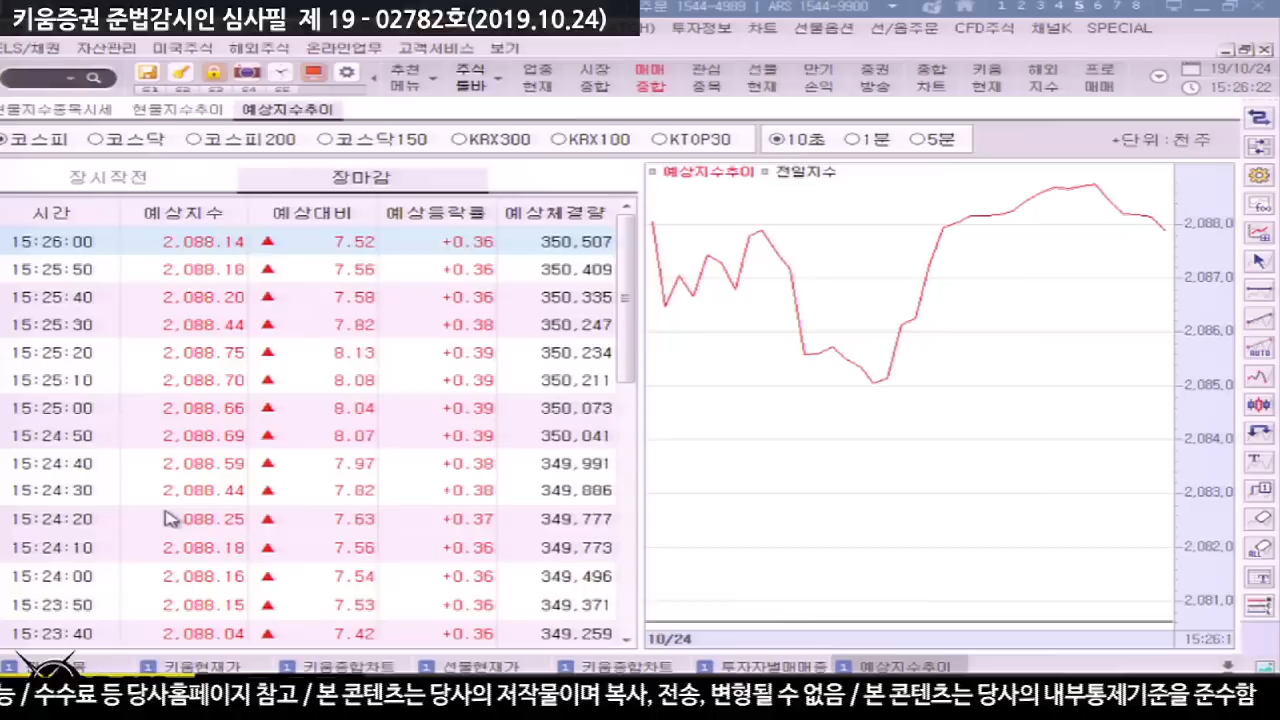 키움증권 준법감시인 심사필 제 19 - 02782호(2019.10.24)
1544-4989 | ARS 1544-9900
1 2 3 4 5 6 7 8
투자정보 차트 선물옵션 선/옵주문 CFD주식 채널K SPECIAL
ELS/채권 자산관리 미국주식 해외주식 온라인업무 고객서비스 보기
추천 주식 업종 시장 매매 관심 선물 만기 증권 종합 키움 해외 프로 19/10/24
메뉴 툴바 현재 종합 종합 종목 현재 손익 방송 차트 현재 지수 매매 15:26:22
현물지수종목시세 현물지수추이 예상지수추이
코스피 코스닥 코스피200 코스닥150 KRX300 KRX100 KTOP30 10초 1분 5분 +단위:천주
장시작전 장마감 예상지수추이 전일지수
시간 예상지수 예상대비 예상등락률 예상체결량
15:26:00 2,088.14 ▲ 7.52 +0.36 350,507
15:25:50 2,088.18 ▲ 7.56 +0.36 350,409
15:25:40 2,088.20 ▲ 7.58 +0.36 350,335
15:25:30 2,088.44 ▲ 7.82 +0.38 350,247
15:25:20 2,088.75 ▲ 8.13 +0.39 350,234
15:25:10 2,088.70 ▲ 8.08 +0.39 350,211
15:25:00 2,088.66 ▲ 8.04 +0.39 350,073
15:24:50 2,088.69 ▲ 8.07 +0.39 350,041
15:24:40 2,088.59 ▲ 7.97 +0.38 349,991
15:24:30 2,088.44 ▲ 7.82 +0.38 349,886
15:24:20 2,088.25 ▲ 7.63 +0.37 349,777
15:24:10 2,088.18 ▲ 7.56 +0.36 349,773
15:24:00 2,088.16 ▲ 7.54 +0.36 349,496
15:23:50 2,088.15 ▲ 7.53 +0.36 349,371
15:23:40 2,088.04 ▲ 7.42 +0.36 349,259
2,088.0
2,087.0
2,086.0
2,085.0
2,084.0
2,083.0
2,082.0
2,081.0
10/24 15:26:1
AUTO
ALL
1 키움현재가 1 키움종합차트 1 선물현재가 1 키움종합차트 1 투자자별매매종 1 예상지수추이
능 / 수수료 등 당사홈페이지 참고 / 본 콘텐츠는 당사의 저작물이며 복사, 전송, 변형될 수 없음 / 본 콘텐츠는 당사의 내부통제기준을 준수함